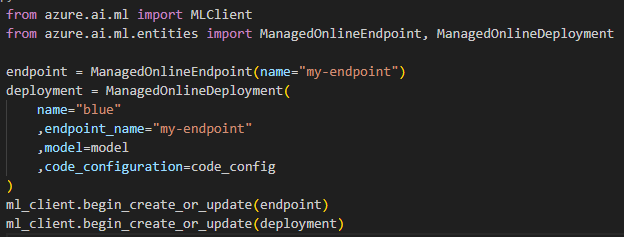 from azure.ai.ml import MLClient
from azure.ai.ml.entities import ManagedOnlineEndpoint, ManagedOnlineDeployment

endpoint = ManagedOnlineEndpoint(name="my-endpoint")
deployment = ManagedOnlineDeployment(
    name="blue"
    ,endpoint_name="my-endpoint"
    ,model=model
    ,code_configuration=code_config
)
ml_client.begin_create_or_update(endpoint)
ml_client.begin_create_or_update(deployment)